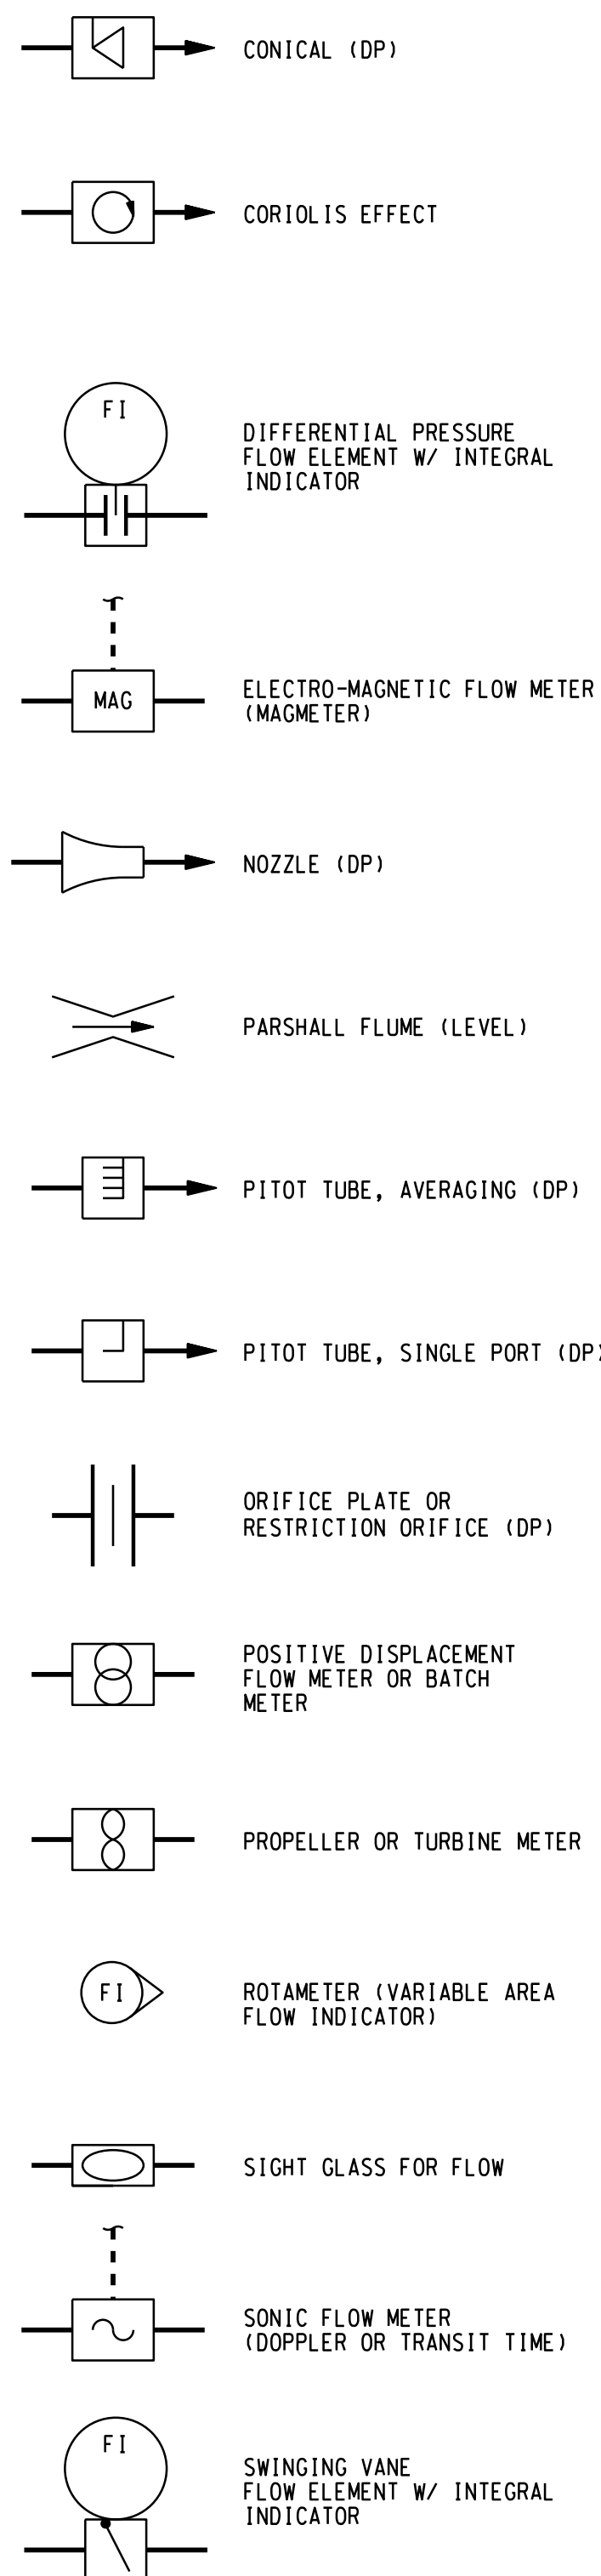 CONICAL (DP)
CORIOLIS EFFECT
FI
DIFFERENTIAL PRESSURE
FLOW ELEMENT W/ INTEGRAL
INDICATOR
MAG
ELECTRO-MAGNETIC FLOW METER
(MAGMETER)
NOZZLE (DP)
PARSHALL FLUME (LEVEL)
PITOT TUBE, AVERAGING (DP)
PITOT TUBE, SINGLE PORT (DP)
ORIFICE PLATE OR
RESTRICTION ORIFICE (DP)
POSITIVE DISPLACEMENT
FLOW METER OR BATCH
METER
PROPELLER OR TURBINE METER
FI
ROTAMETER (VARIABLE AREA
FLOW INDICATOR)
SIGHT GLASS FOR FLOW
SONIC FLOW METER
(DOPPLER OR TRANSIT TIME)
FI
SWINGING VANE
FLOW ELEMENT W/ INTEGRAL
INDICATOR